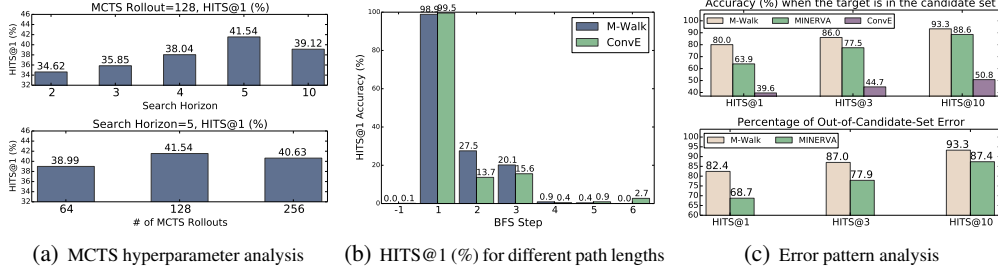 MCTS Rollout=128, HITS@1 (%)
HITS@1 (%)
46
44
42
40
38
36
34
32
34.62
35.85
38.04
41.54
39.12
2 3 4 5 10
Search Horizon
Search Horizon=5, HITS@1 (%)
HITS@1 (%)
46
44
42
40
38
36
34
32
38.99
41.54
40.63
64 128 256
# of MCTS Rollouts
(a) MCTS hyperparameter analysis
HITS@1 Accuracy (%)
100
80
60
40
20
0
M-Walk
ConvE
0.0 0.1
98.9 99.5
27.5 13.7
20.1 15.6
0.9 0.4
0.4 0.9
0.0 2.7
-1 1 2 3 4 5 6
BFS Step
(b) HITS@1 (%) for different path lengths
Accuracy (%) when the target is in the candidate set
M-Walk MINERVA ConvE
90
80
70
60
50
40
80.0 63.9 39.6
86.0 77.5 44.7
93.3 88.6 50.8
HITS@1 HITS@3 HITS@10
Percentage of Out-of-Candidate-Set Error
M-Walk MINERVA
95
90
85
80
75
70
65
60
82.4 68.7
87.0 77.9
93.3 87.4
HITS@1 HITS@3 HITS@10
(c) Error pattern analysis